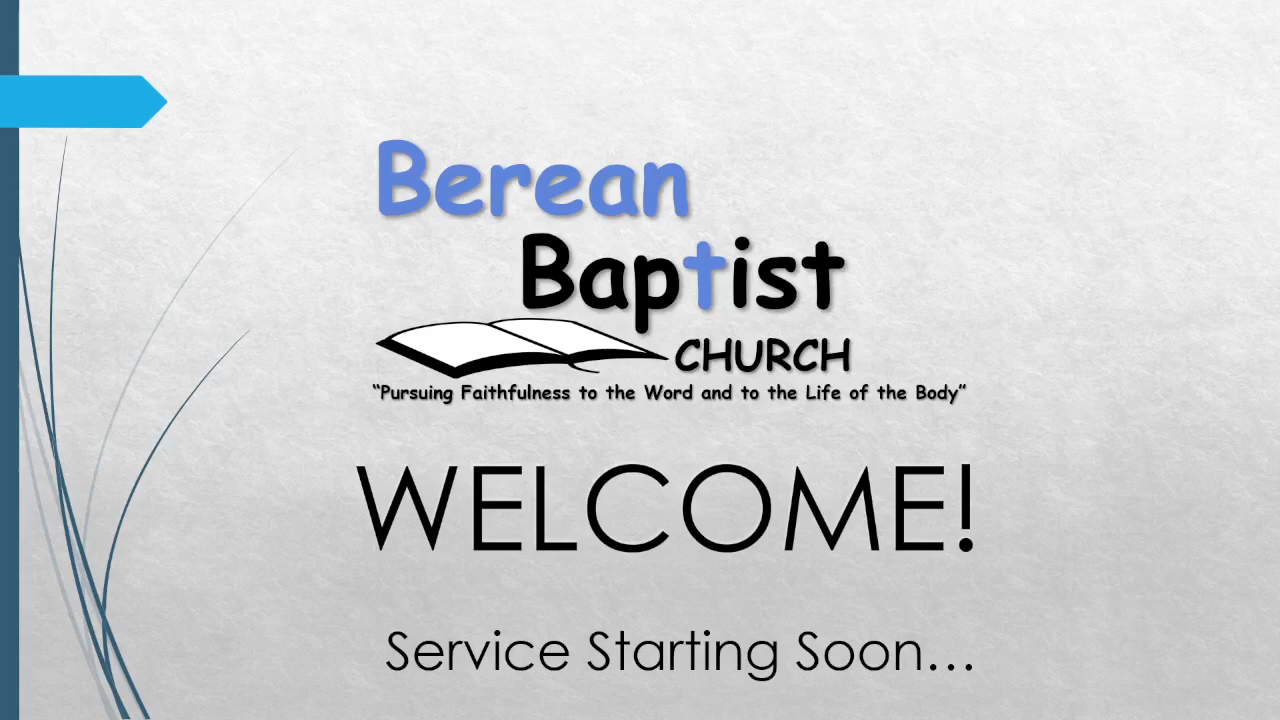 Berean
Baptist
CHURCH
“Pursuing Faithfulness to the Word and to the Life of the Body”
WELCOME!
Service Starting Soon…